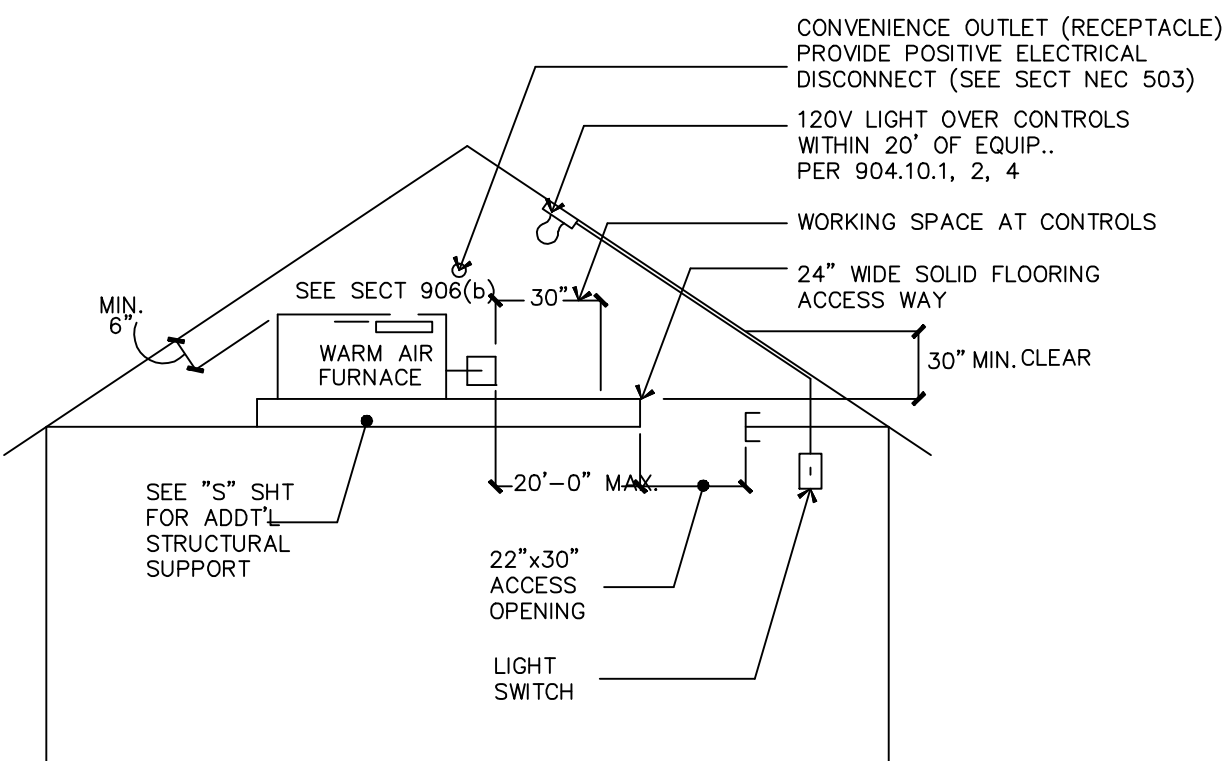 CONVENIENCE OUTLET (RECEPTACLE)
PROVIDE POSITIVE ELECTRICAL
DISCONNECT (SEE SECT NEC 503)
120V LIGHT OVER CONTROLS
WITHIN 20' OF EQUIP..
PER 904.10.1, 2, 4
WORKING SPACE AT CONTROLS
24" WIDE SOLID FLOORING
ACCESS WAY
SEE SECT 906(b)
30"
MIN.
6"
WARM AIR
FURNACE
30" MIN. CLEAR
20'-0" MAX.
SEE "S" SHT
FOR ADDT'L
STRUCTURAL
SUPPORT
22"x30"
ACCESS
OPENING
LIGHT
SWITCH